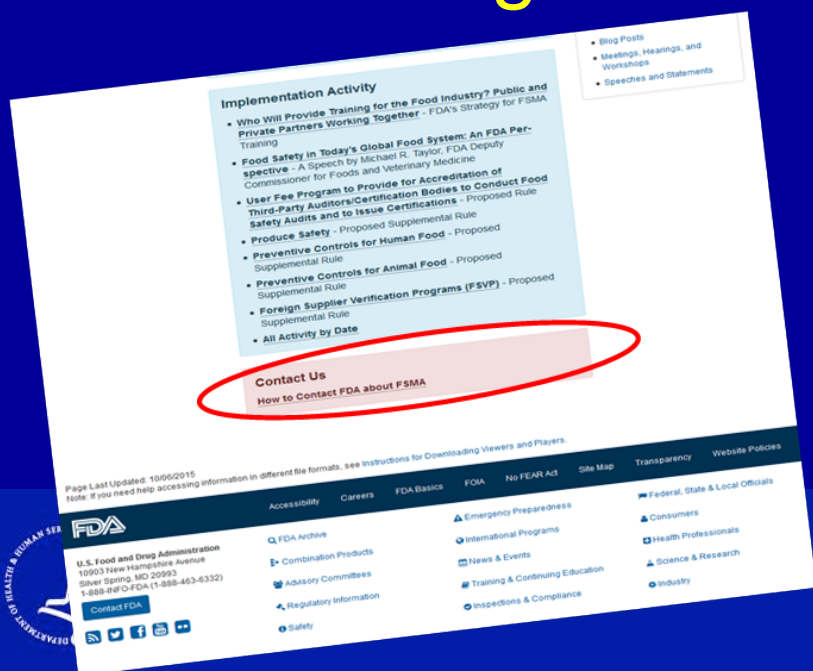 Blog Posts
Meetings, Hearings, and
Workshops
Speeches and Statements
Implementation Activity
Who Will Provide Training for the Food Industry? Public and
Private Partners Working Together - FDA's Strategy for FSMA
Training
Food Safety in Today's Global Food System: An FDA Per-
spective - A Speech by Michael R. Taylor, FDA Deputy
Commissioner for Foods and Veterinary Medicine
User Fee Program to Provide for Accreditation of
Third-Party Auditors/Certification Bodies to Conduct Food
Safety Audits and to Issue Certifications - Proposed Rule
Produce Safety - Proposed Supplemental Rule
Preventive Controls for Human Food - Proposed
Supplemental Rule
Preventive Controls for Animal Food - Proposed
Supplemental Rule
Foreign Supplier Verification Programs (FSVP) - Proposed
Supplemental Rule
All Activity by Date
Contact Us
How to Contact FDA about FSMA
Page Last Updated: 10/06/2015
Note: If you need help accessing information in different file formats, see Instructions for Downloading Viewers and Players.
Accessibility Careers FDA Basics FOIA No FEAR Act Site Map Transparency Website Policies
FDA
U.S. Food and Drug Administration
10903 New Hampshire Avenue
Silver Spring, MD 20993
1-888-INFO-FDA (1-888-463-6332)
Contact FDA
FDA Archive
Combination Products
Advisory Committees
Regulatory Information
Safety
Emergency Preparedness
International Programs
News & Events
Training & Continuing Education
Inspections & Compliance
Federal, State & Local Officials
Consumers
Health Professionals
Science & Research
Industry
OF HEALTH & HUMAN